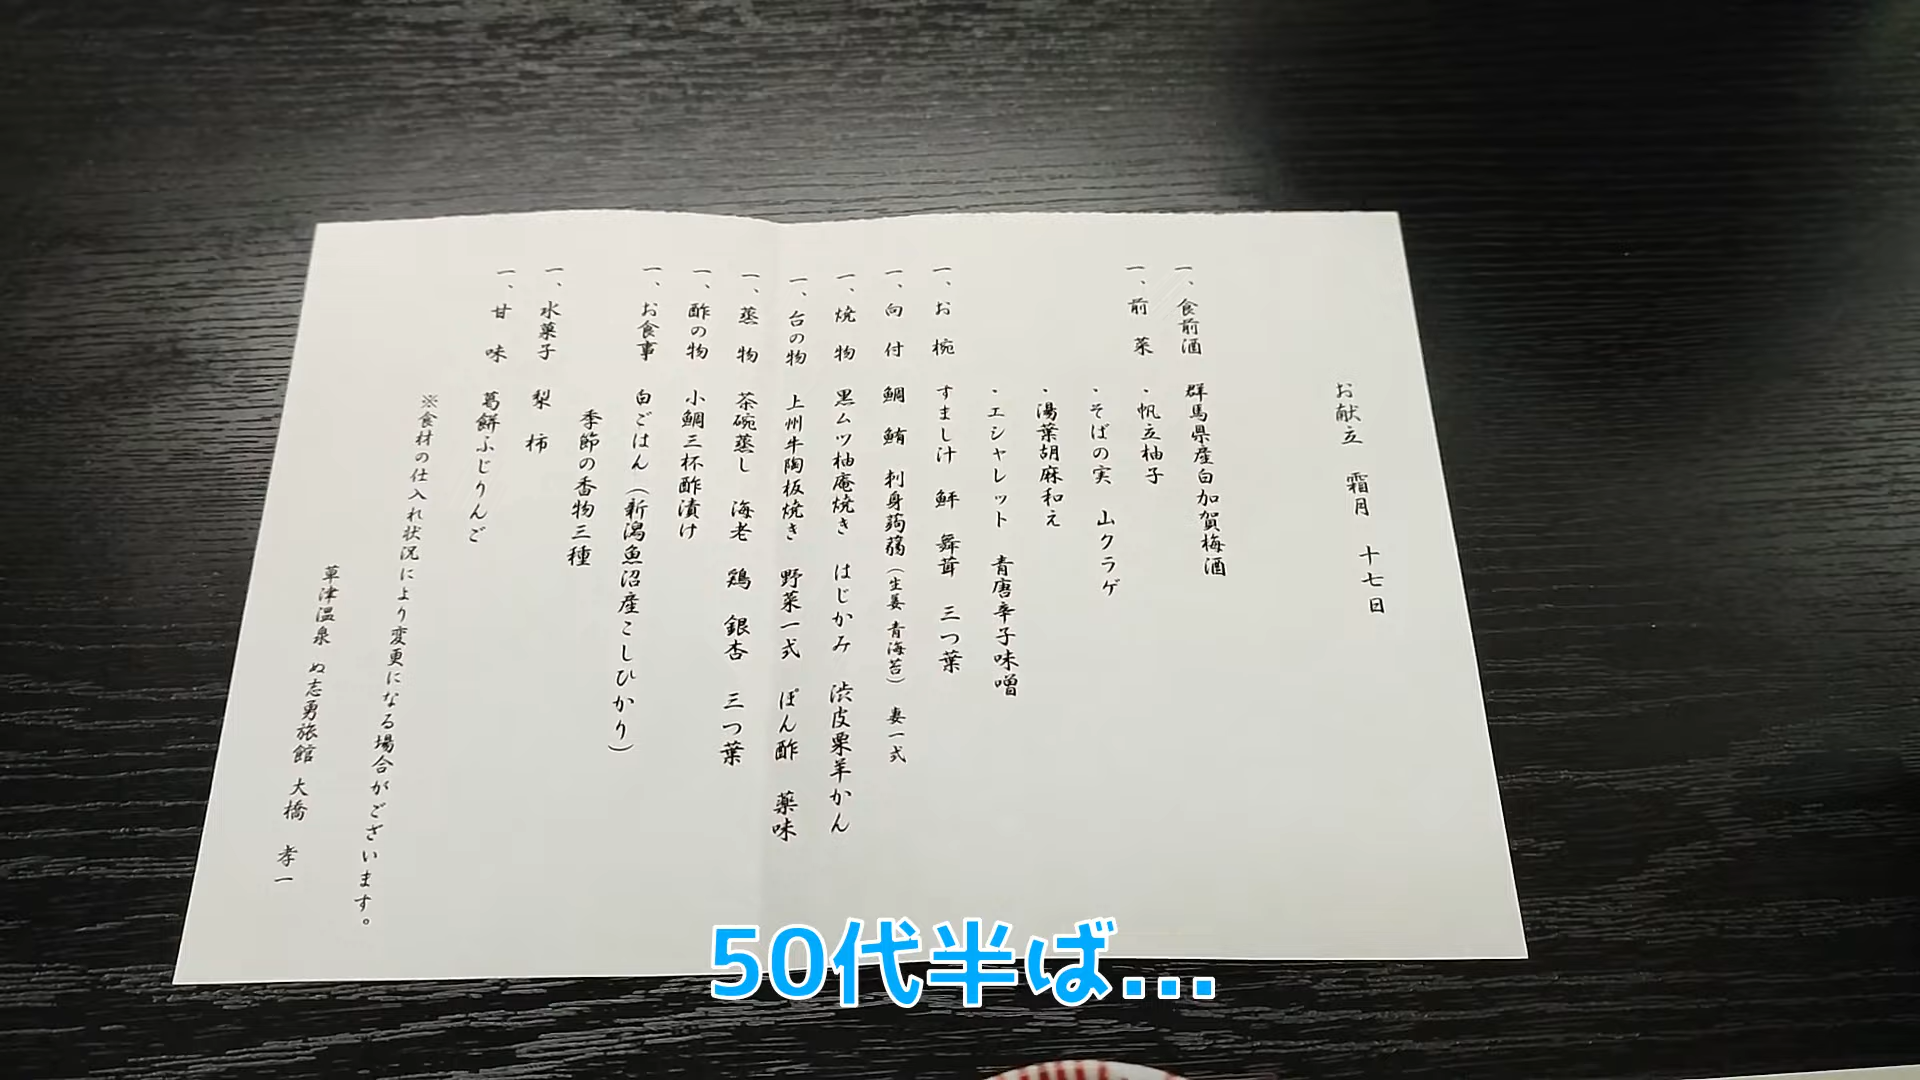 お献立 霜月 十七日
一、食前酒 群馬県産白加賀梅酒
一、前菜 ・帆立柚子
・そばの実 山クラゲ
・湯葉胡麻和え
・エシャレット 青唐辛子味噌
一、お椀 すまし汁 鮮 舞茸 三つ葉
一、向付 鯛 鮪 刺身蒟蒻(生姜 青海苔) 妻一式
一、焼物 黒ムツ柚庵焼き はじかみ 渋皮栗羊かん
一、台の物 上州牛陶板焼き 野菜一式 ぽん酢 薬味
一、蒸物 茶碗蒸し 海老 鶏 銀杏 三つ葉
一、酢の物 小鯛三杯酢漬け
一、お食事 白ごはん(新潟魚沼産こしひかり)
季節の香物三種
一、水菓子 梨 柿
一、甘味 葛餅ふじりんご
※食材の仕入れ状況により変更になる場合がございます。
草津温泉 ぬ志勇旅館 大橋 孝一
50代半ば...